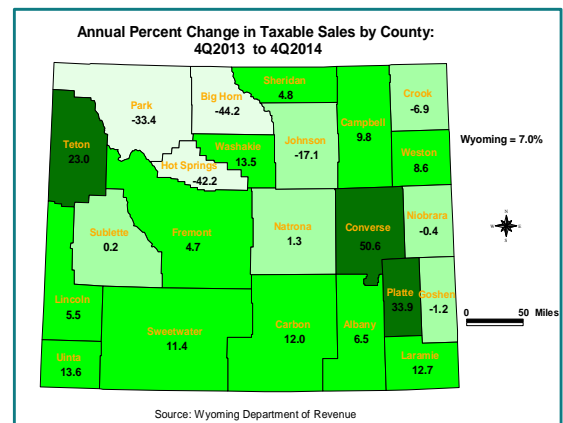 Annual Percent Change in Taxable Sales by County:
4Q2013 to 4Q2014
Sheridan
4.8
Park
-33.4
Big Horn
-44.2
Crook
-6.9
Teton
23.0
Hot Springs
-42.2
Washakie
13.5
Johnson
-17.1
Campbell
9.8
Weston
8.6
Wyoming = 7.0%
Sublette
0.2
Fremont
4.7
Natrona
1.3
Converse
50.6
Niobrara
-0.4
N
W
E
S
Lincoln
5.5
Sweetwater
11.4
Carbon
12.0
Albany
6.5
Platte
33.9
Goshen
-1.2
0 50 Miles
Uinta
13.6
Laramie
12.7
Source: Wyoming Department of Revenue